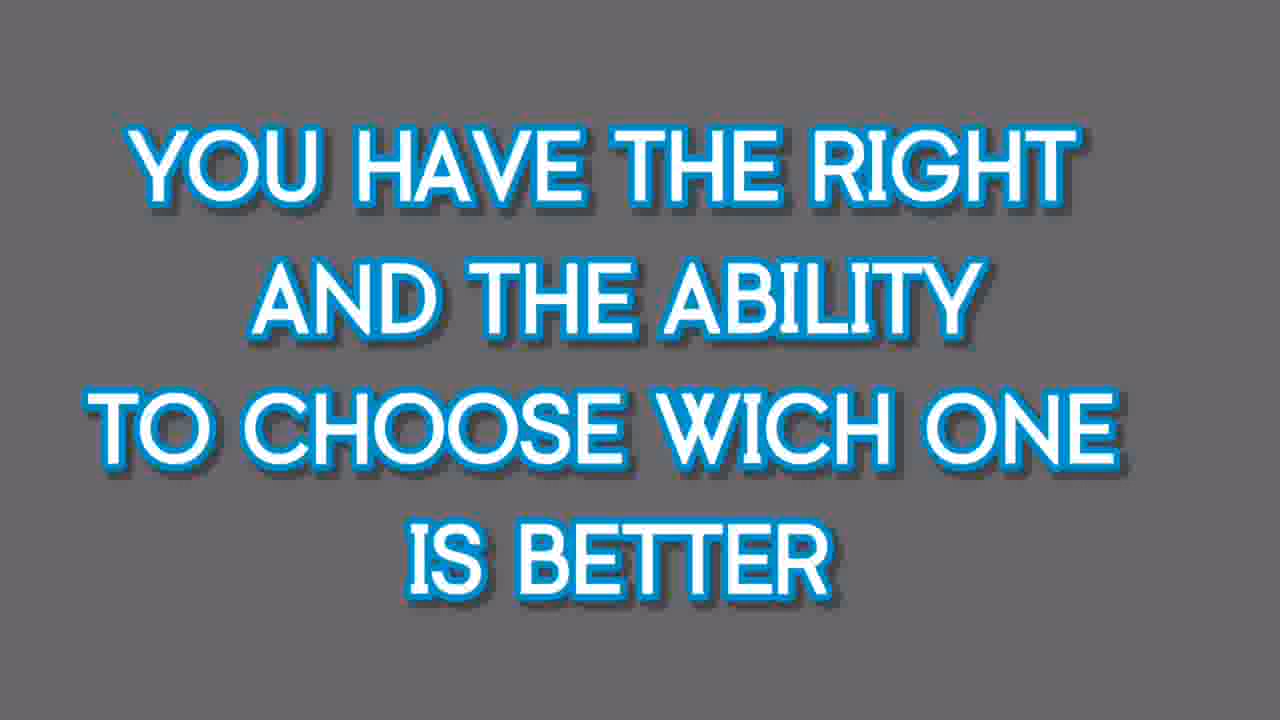 YOU HAVE THE RIGHT
AND THE ABILITY
TO CHOOSE WICH ONE
IS BETTER